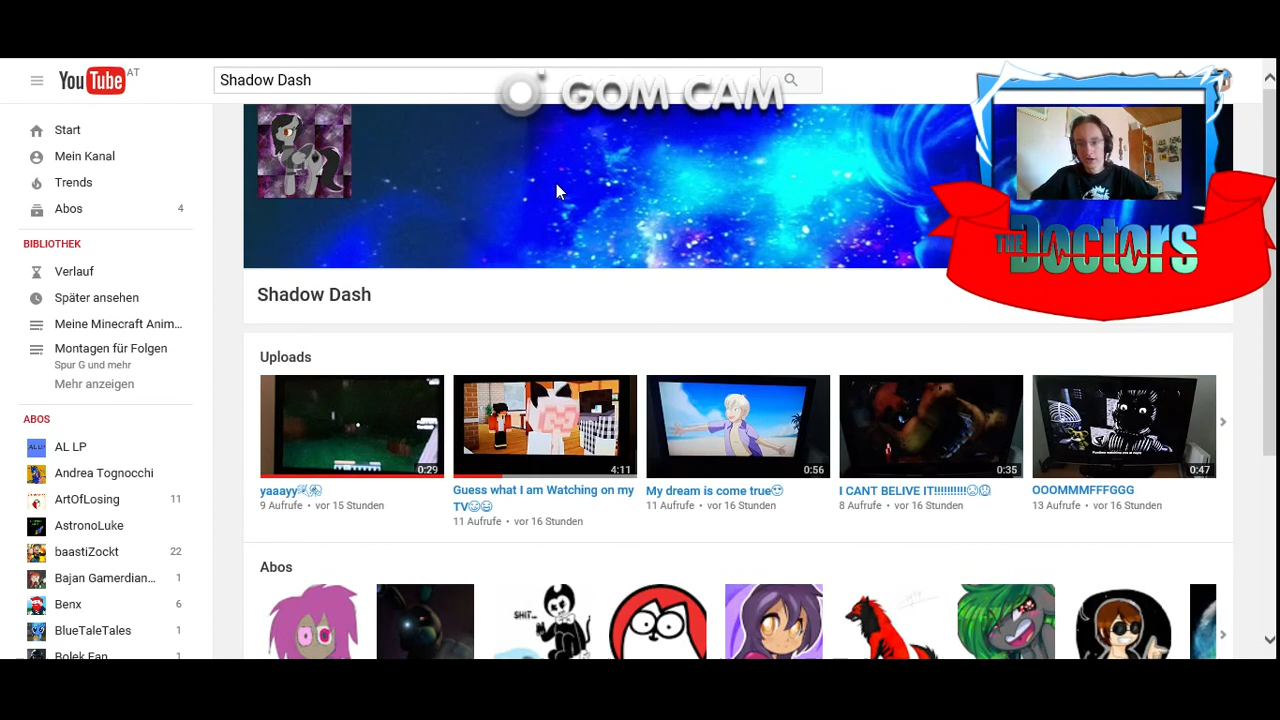 YouTube AT
Shadow Dash
GOM CAM
THE Doctors
Start
Mein Kanal
Trends
Abos 4
BIBLIOTHEK
Verlauf
Später ansehen
Meine Minecraft Anim...
Montagen für Folgen
Spur G und mehr
Mehr anzeigen
ABOS
AL LP
Andrea Tognocchi
ArtOfLosing 11
AstronoLuke
baastiZockt 22
Bajan Gamerdian... 1
Benx 6
BlueTaleTales 1
Bolek Fan 1
Shadow Dash
Uploads
0:29
4:11
0:56
0:35
0:47
yaaayy
9 Aufrufe • vor 15 Stunden
Guess what I am Watching on my
TV
11 Aufrufe • vor 16 Stunden
My dream is come true
11 Aufrufe • vor 16 Stunden
I CANT BELIVE IT!!!!!!!!!!
8 Aufrufe • vor 16 Stunden
OOOMMMFFFGGG
13 Aufrufe • vor 16 Stunden
Abos
SHIT...